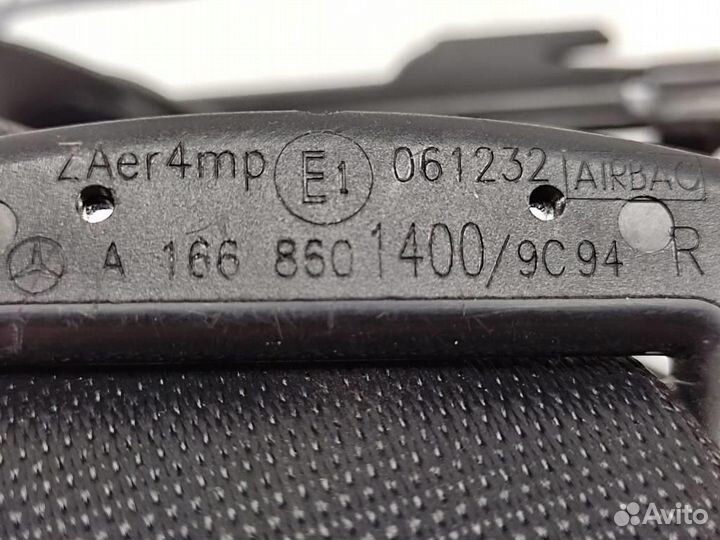 ZAer4mp E1 061232 AIRBAG
A 166 860 1400/9C94 R
Avito